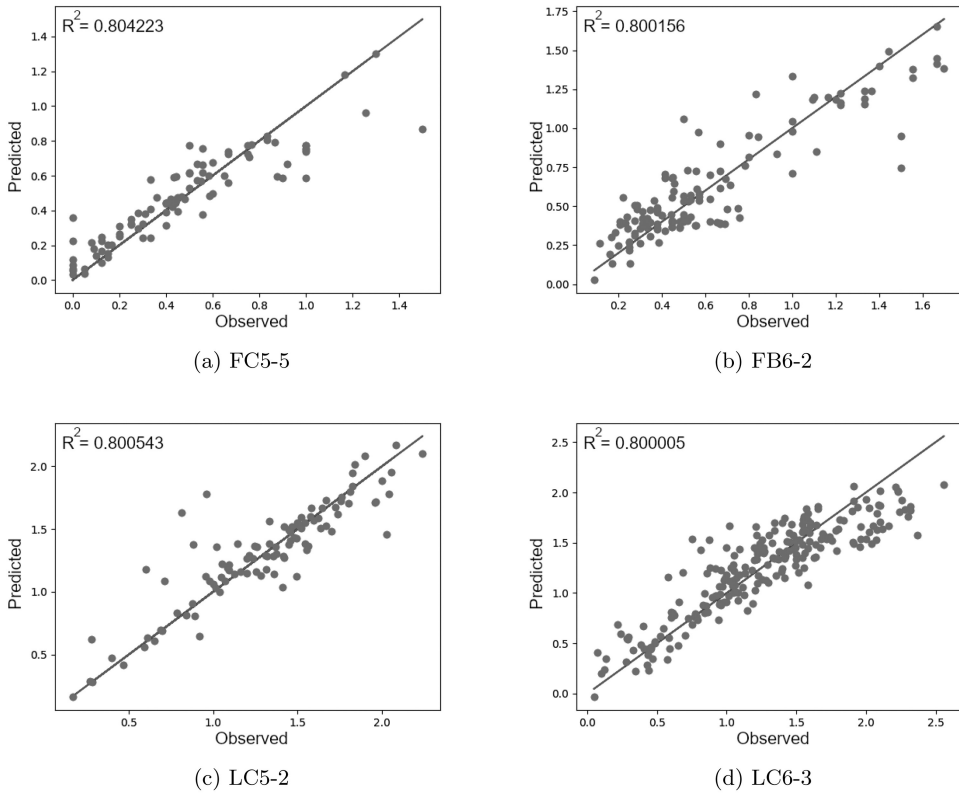 R2 = 0.804223
1.4
1.2
1.0
0.8
0.6
0.4
0.2
0.0
Predicted
0.0 0.2 0.4 0.6 0.8 1.0 1.2 1.4
Observed
(a) FC5-5
R2 = 0.800156
1.75
1.50
1.25
1.00
0.75
0.50
0.25
0.00
Predicted
0.2 0.4 0.6 0.8 1.0 1.2 1.4 1.6
Observed
(b) FB6-2
R2 = 0.800543
2.0
1.5
1.0
0.5
Predicted
0.5 1.0 1.5 2.0
Observed
(c) LC5-2
R2 = 0.800005
2.5
2.0
1.5
1.0
0.5
0.0
Predicted
0.0 0.5 1.0 1.5 2.0 2.5
Observed
(d) LC6-3